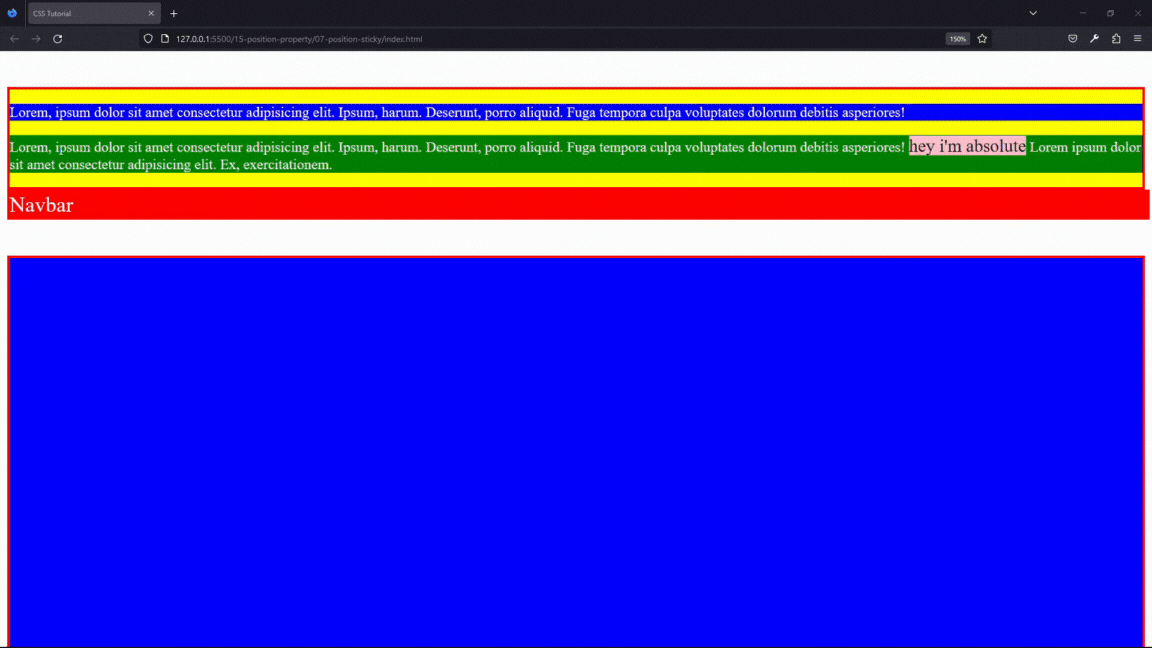 CSS Tutorial
127.0.0.1:5500/15-position-property/07-position-sticky/index.html
150%
Lorem, ipsum dolor sit amet consectetur adipisicing elit. Ipsum, harum. Deserunt, porro aliquid. Fuga tempora culpa voluptates dolorum debitis asperiores!
Lorem, ipsum dolor sit amet consectetur adipisicing elit. Ipsum, harum. Deserunt, porro aliquid. Fuga tempora culpa voluptates dolorum debitis asperiores! hey i'm absolute Lorem ipsum dolor
sit amet consectetur adipisicing elit. Ex, exercitationem.
Navbar